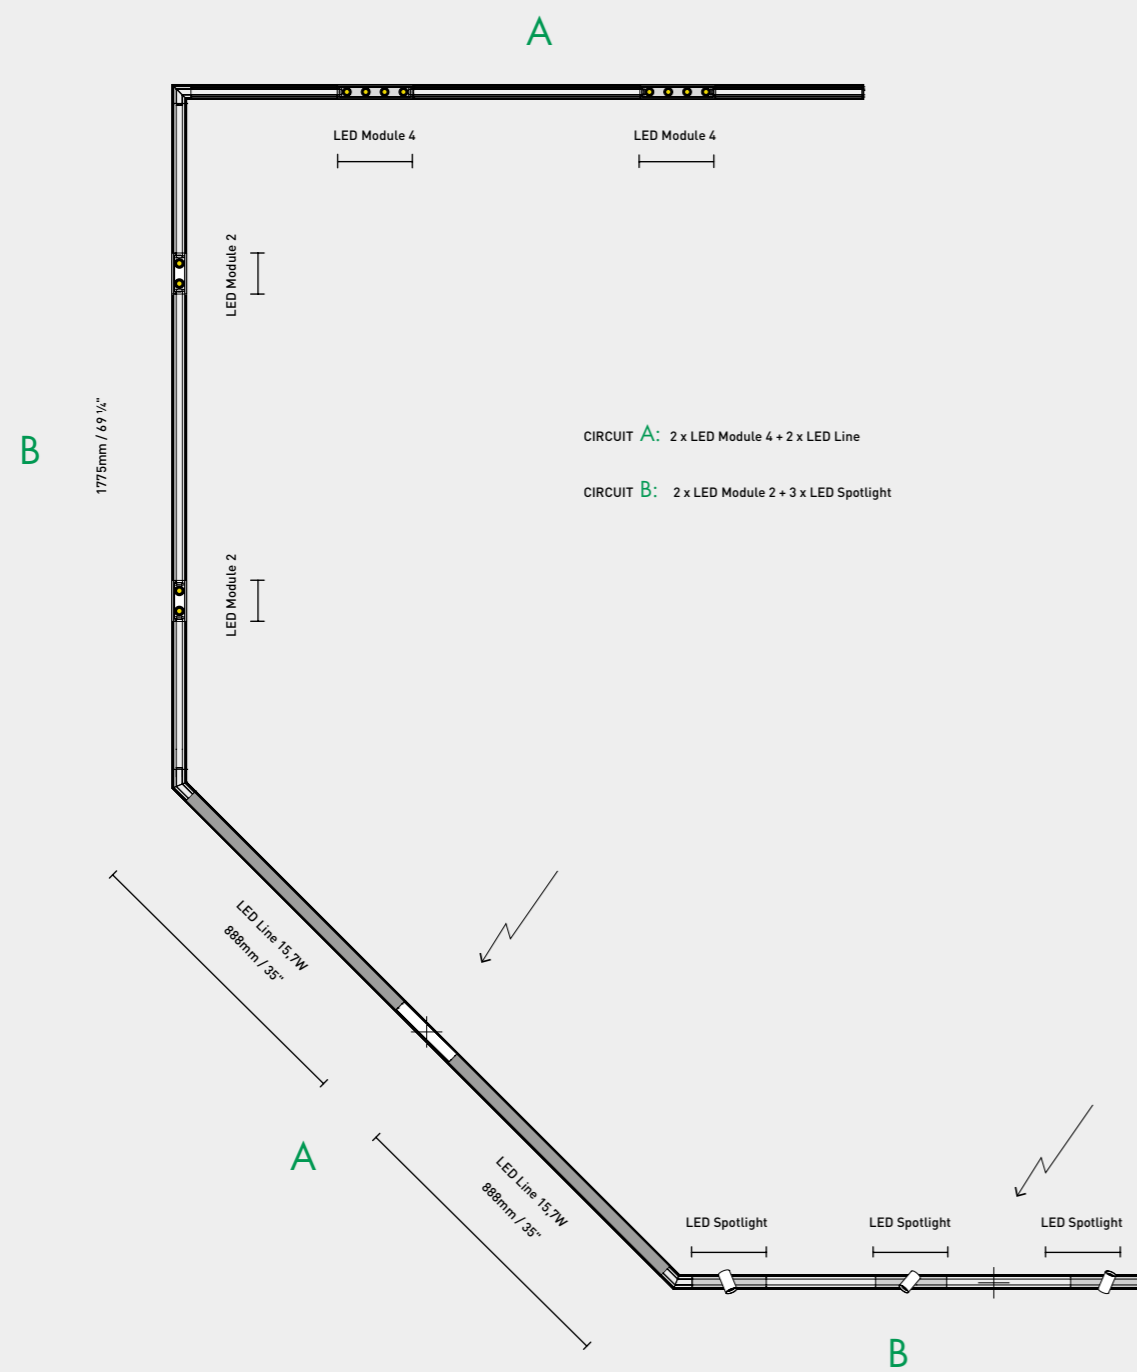 A
LED Module 4
LED Module 4
LED Module 2
B
1775mm / 69 ¼"
CIRCUIT A: 2 x LED Module 4 + 2 x LED Line
CIRCUIT B: 2 x LED Module 2 + 3 x LED Spotlight
LED Module 2
LED Line 15,7W
888mm / 35"
A
LED Line 15,7W
888mm / 35"
LED Spotlight
LED Spotlight
LED Spotlight
B